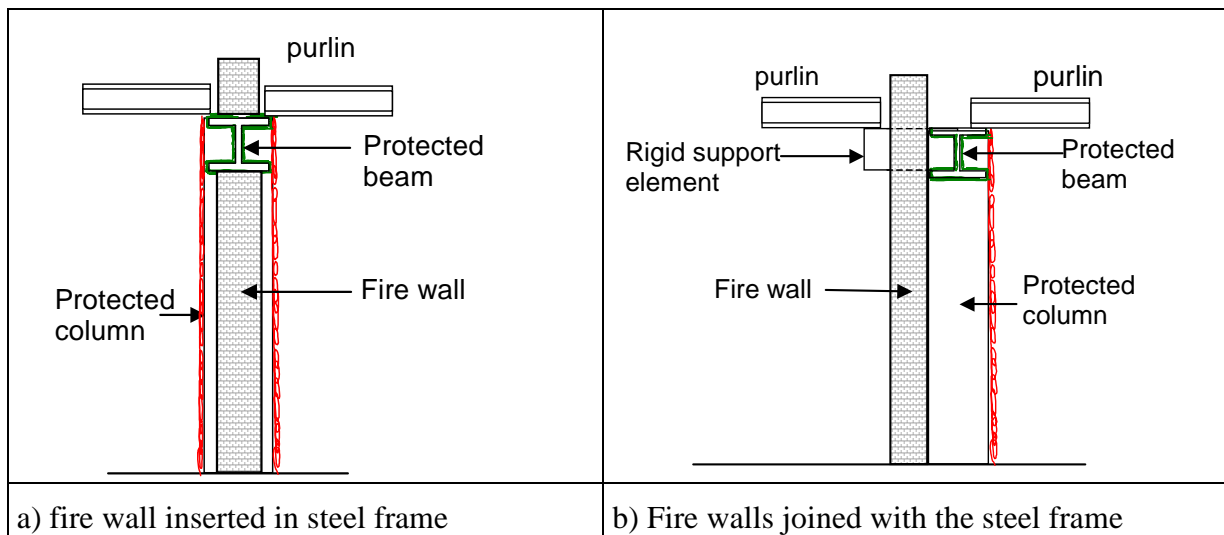 purlin
Protected
beam
Protected
column
Fire wall
a) fire wall inserted in steel frame
purlin
purlin
Rigid support
element
Protected
beam
Fire wall
Protected
column
b) Fire walls joined with the steel frame